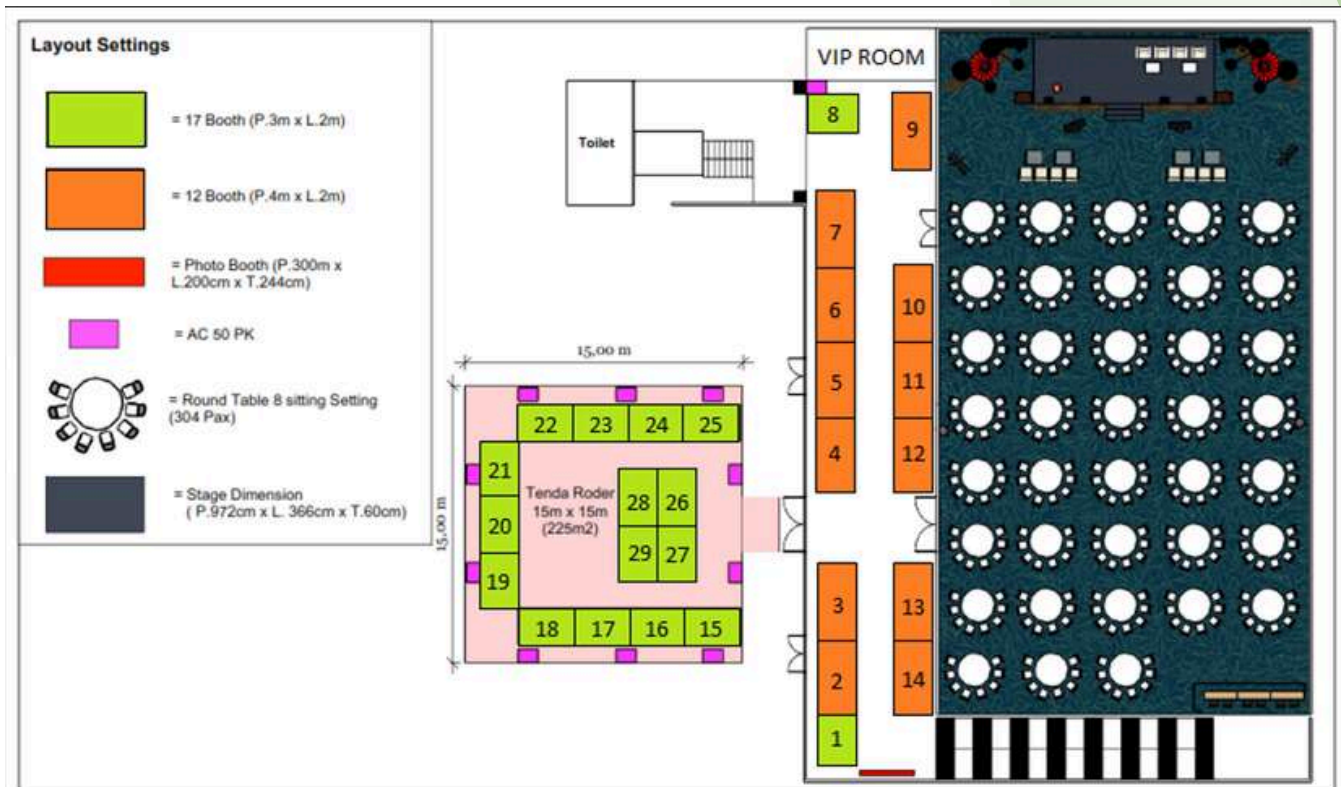 Layout Settings
= 17 Booth (P.3m x L.2m)
= 12 Booth (P.4m x L.2m)
= Photo Booth (P.300m x
L.200cm x T.244cm)
= AC 50 PK
= Round Table 8 sitting Setting
(304 Pax)
= Stage Dimension
( P.972cm x L. 366cm x T.60cm)
Toilet
VIP ROOM
8
9
7
6
10
5
11
4
12
3
13
2
14
1
15,00 m
15,00 m
22 23 24 25
21
20
19
Tenda Roder
15m x 15m
(225m2)
28 26
29 27
18 17 16 15